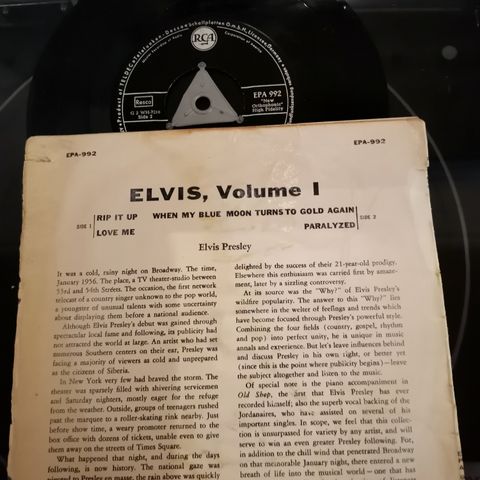 Product of TELDEC »Telefunken-Decca« Schallplatten G.m.b.H.
RCA
Resco
G 2 WH-7216
Side 2
EPA 992
"New
Orthophonic"
High Fidelity
EPA-992
EPA-992
ELVIS, Volume I
SIDE 1
RIP IT UP
LOVE ME
WHEN MY BLUE MOON TURNS TO GOLD AGAIN
PARALYZED
SIDE 2
Elvis Presley
It was a cold, rainy night on Broadway. The time,
January 1956. The place, a TV theater-studio between
53rd and 54th Streets. The occasion, the first network
telecast of a country singer unknown to the pop world,
a youngster of unusual talents with some uncertainty
about displaying them before a national audience.
Although Elvis Presley's debut was gained through
spectacular local fame and following, its publicity had
not attracted the world at large. An artist who had set
numerous Southern centers on their ear, Presley was
facing a majority of viewers as cold and unprepared
as the citizens of Siberia.
In New York very few had braved the storm. The
theater was sparsely filled with shivering servicemen
and Saturday nighters, mostly eager for the refuge
from the weather. Outside, groups of teenagers rushed
past the marquee to a roller-skating rink nearby. Just
before show time, a weary promoter returned to the
box office with dozens of tickets, unable even to give
them away on the streets of Times Square.
What happened that night, and during the days
following, is now history. The national gaze was
delighted by the success of their 21-year-old prodigy.
Elsewhere this enthusiasm was carried first by amaze-
ment, later by a sizzling controversy.
At its source was the "Why?" of Elvis Presley's
wildfire popularity. The answer to this "Why?" lies
somewhere in the welter of feelings and trends which
have become focused through Presley's powerful style.
Combining the four fields (country, gospel, rhythm
and pop) into perfect unity, he is unique in music
annals and experience. But let's leave influences behind
and discuss Presley in his own right, or better yet
(since this is the point where publicity begins)—leave
the subject altogether and listen to the music.
Of special note is the piano accompaniment in
Old Shep, the first that Elvis Presley has ever
recorded himself; also the superb vocal backing of the
Jordanaires, who have assisted on several of his
important singles. In scope, we feel that this collec-
tion is unsurpassed for variety by any artist, and will
serve to win an even greater Presley following. For,
in addition to the chill wind that penetrated Broadway
on that memorable January night, there entered a new
breath of life into the musical world—one that has